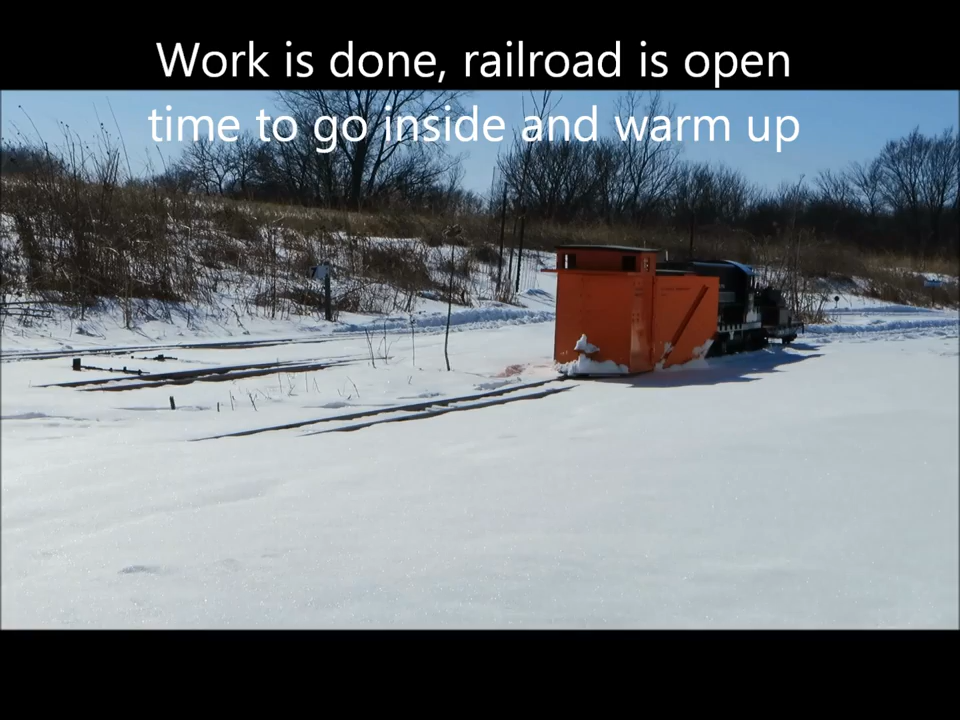 Work is done, railroad is open
time to go inside and warm up